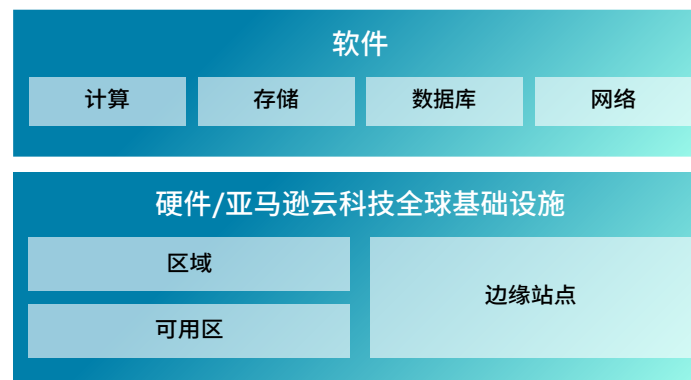 软件
计算 存储 数据库 网络
硬件/亚马逊云科技全球基础设施
区域
可用区
边缘站点